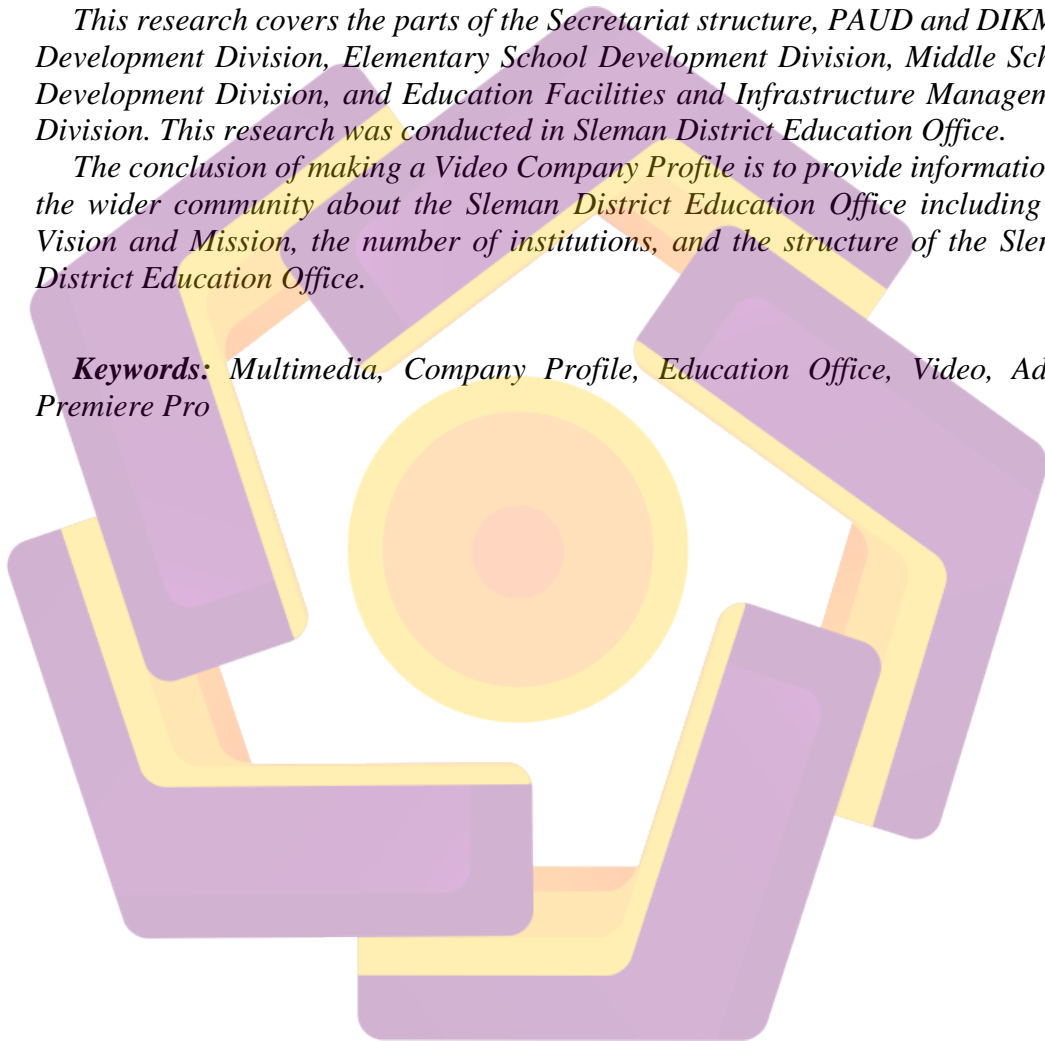 This research covers the parts of the Secretariat structure, PAUD and DIKM
Development Division, Elementary School Development Division, Middle Sch
Development Division, and Education Facilities and Infrastructure Managem
Division. This research was conducted in Sleman District Education Office.
The conclusion of making a Video Company Profile is to provide informatio
the wider community about the Sleman District Education Office including
Vision and Mission, the number of institutions, and the structure of the Sler
District Education Office.
Keywords: Multimedia, Company Profile, Education Office, Video, Ad
Premiere Pro